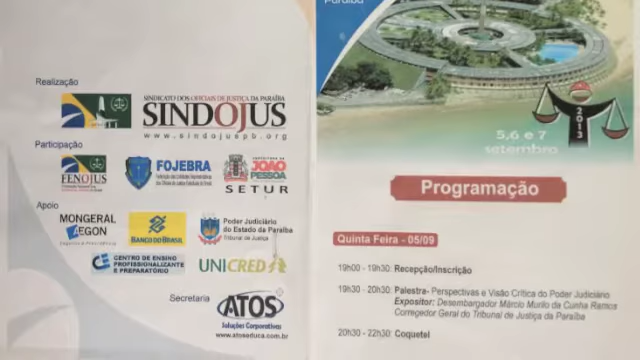 Realização
SINDICATO DOS OFICIAIS DE JUSTIÇA DA PARAÍBA
SINDOJUS
www.sindojuspb.org
Participação
FENOJUS
FOJEBRA
PREFEITURA DE
JOÃO
PESSOA
SETUR
Apoio
MONGERAL
AEGON
BANCO DO BRASIL
Poder Judiciário
do Estado da Paraíba
Tribunal de Justiça
CENTRO DE ENSINO
PROFISSIONALIZANTE
E PREPARATÓRIO
UNICRED
Secretaria
ATOS
Soluções Corporativas
www.atosedura.com.br
Paraíba
2013
5,6 e 7
setembro
Programação
Quinta Feira - 05/09
19h00 - 19h30: Recepção/Inscrição
19h30 - 20h30: Palestra- Perspectivas e Visão Crítica do Poder Judiciário
Expositor: Desembargador Márcio Murilo da Cunha Ramos
Corregedor Geral do Tribunal de Justiça da Paraíba
20h30 - 22h30: Coquetel